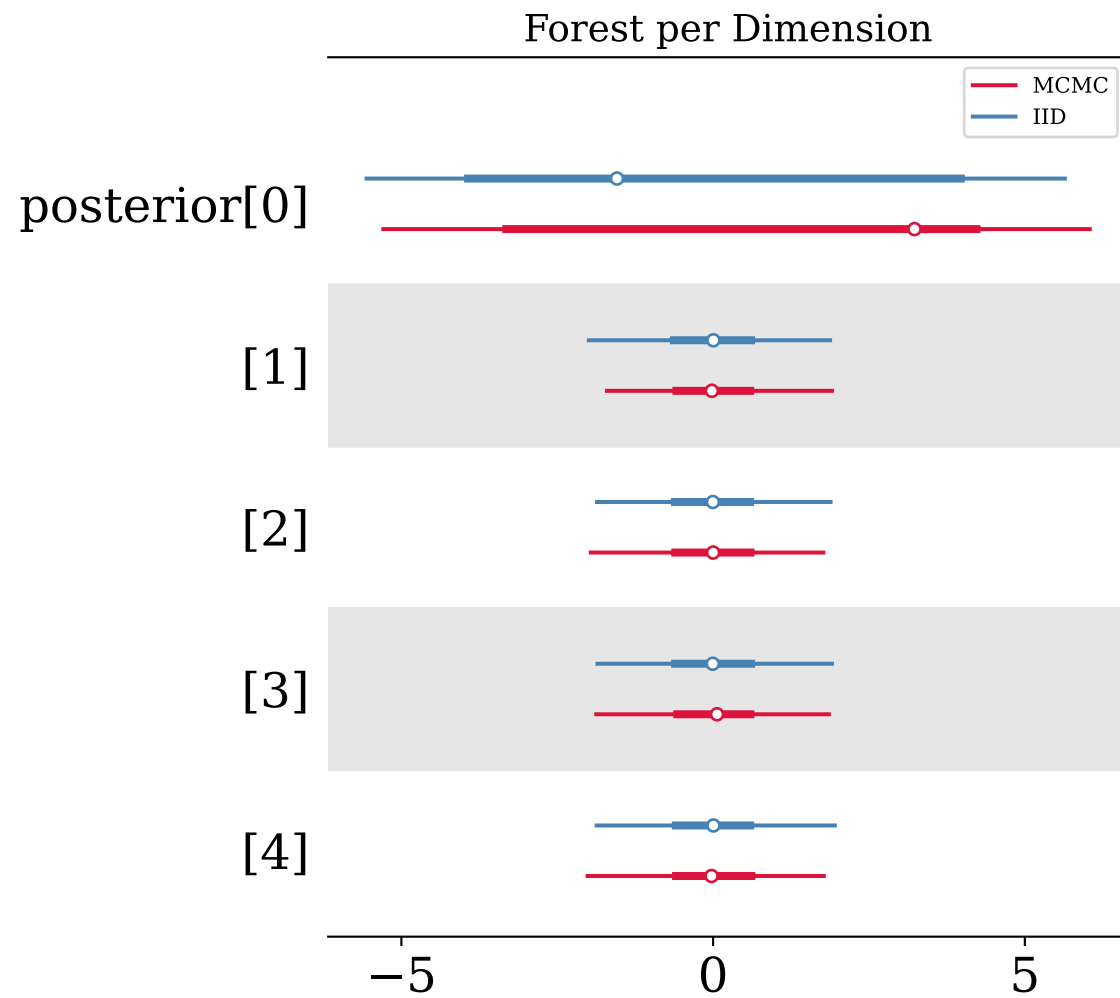 Forest per Dimension
MCMC
IID
posterior[0]
[1]
[2]
[3]
[4]
−5 0 5